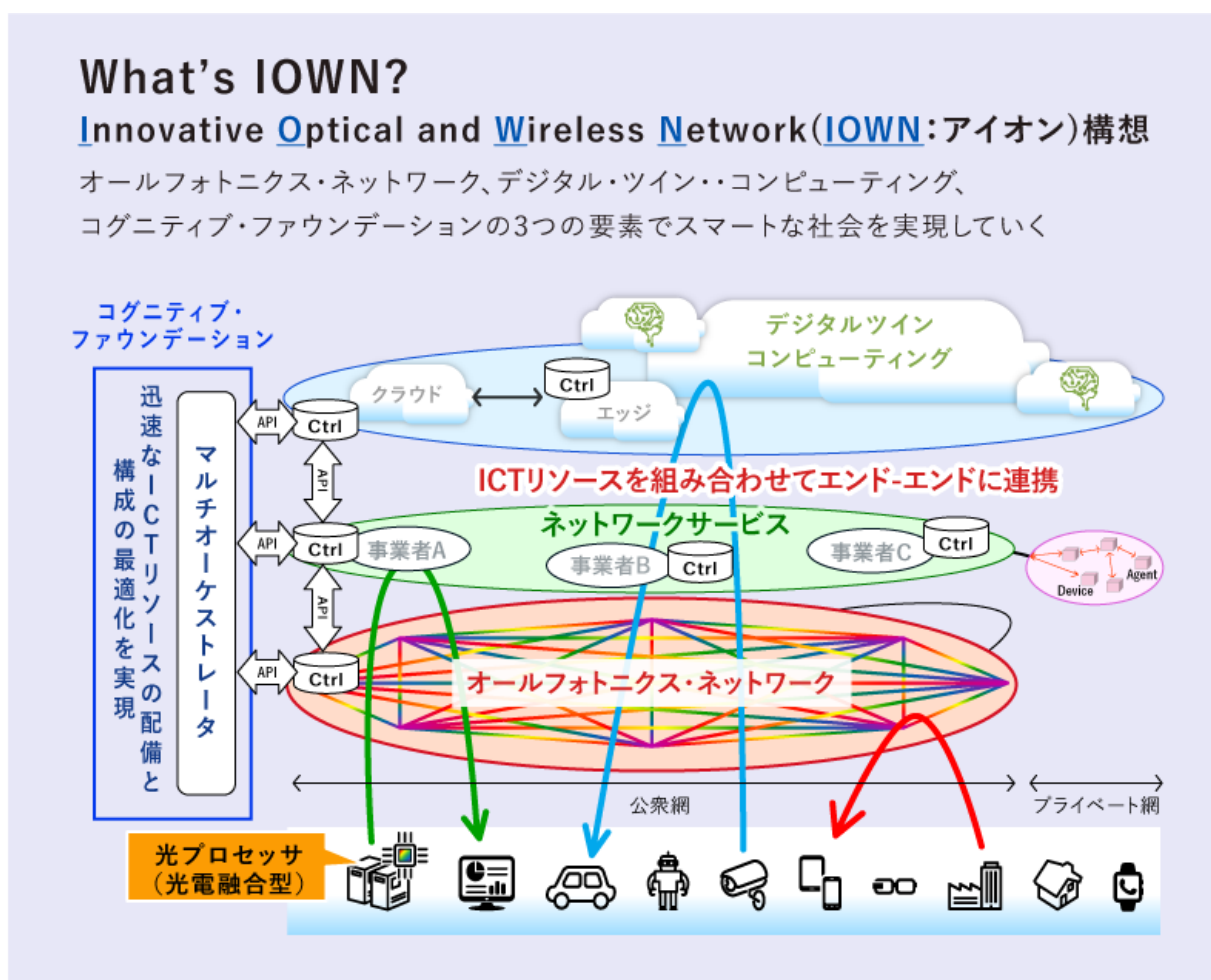 What's IOWN?
Innovative Optical and Wireless Network(IOWN:アイオン)構想
オールフォトニクス・ネットワーク、デジタル・ツイン・・コンピューティング、
コグニティブ・ファウンデーションの3つの要素でスマートな社会を実現していく
コグニティブ・
ファウンデーション
迅速なICTリソースの配備と
構成の最適化を実現
マルチオーケストレータ
API
Ctrl
API
API
Ctrl
API
API
Ctrl
クラウド
Ctrl
エッジ
デジタルツイン
コンピューティング
ICTリソースを組み合わせてエンド-エンドに連携
ネットワークサービス
事業者A
事業者B
Ctrl
事業者C
Ctrl
Device
Agent
オールフォトニクス・ネットワーク
公衆網
プライベート網
光プロセッサ
(光電融合型)